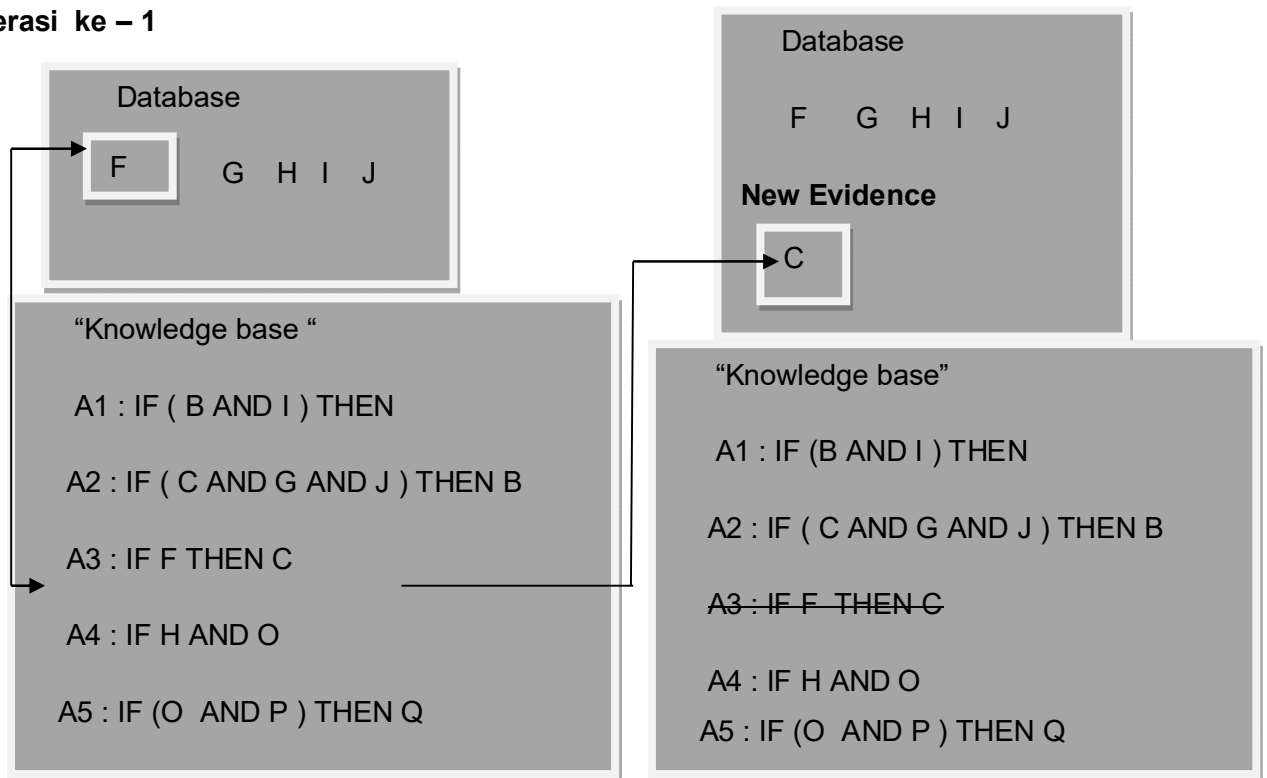 erasi ke – 1
Database
F G H I J
“Knowledge base “
A1 : IF ( B AND I ) THEN
A2 : IF ( C AND G AND J ) THEN B
A3 : IF F THEN C
A4 : IF H AND O
A5 : IF (O AND P ) THEN Q
Database
F G H I J
New Evidence
C
“Knowledge base”
A1 : IF (B AND I ) THEN
A2 : IF ( C AND G AND J ) THEN B
A3 : IF F THEN C
A4 : IF H AND O
A5 : IF (O AND P ) THEN Q